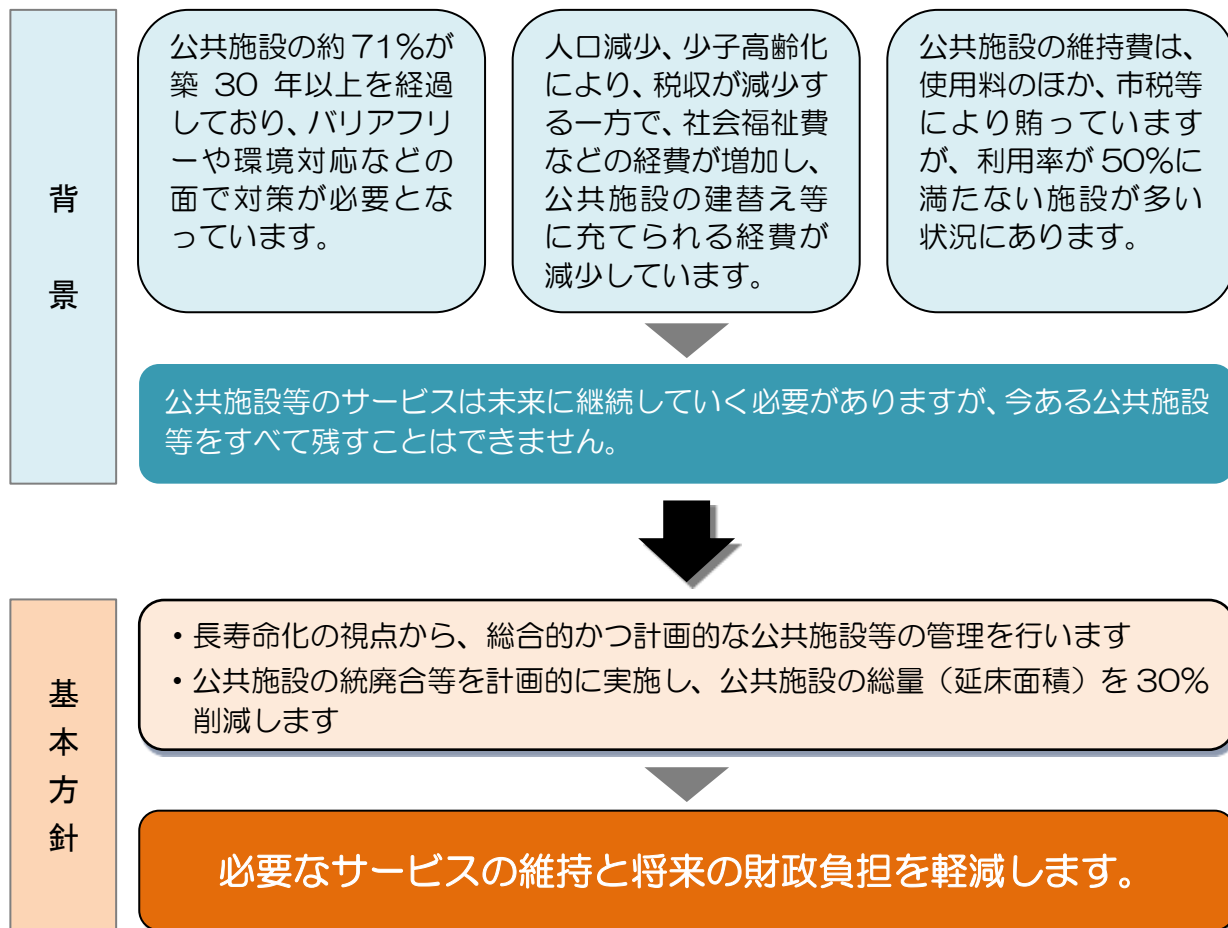 背景
公共施設の約71％が
築30年以上を経過
しており、バリアフリ
ーや環境対応などの
面で対策が必要とな
っています。
人口減少、少子高齢化
により、税収が減少す
る一方で、社会福祉費
などの経費が増加し、
公共施設の建替え等
に充てられる経費が
減少しています。
公共施設の維持費は、
使用料のほか、市税等
により賄っています
が、利用率が50％に
満たない施設が多い
状況にあります。
公共施設等のサービスは未来に継続していく必要がありますが、今ある公共施設
等をすべて残すことはできません。
基本方針
・長寿命化の視点から、総合的かつ計画的な公共施設等の管理を行います
・公共施設の統廃合等を計画的に実施し、公共施設の総量（延床面積）を30％
削減します
必要なサービスの維持と将来の財政負担を軽減します。